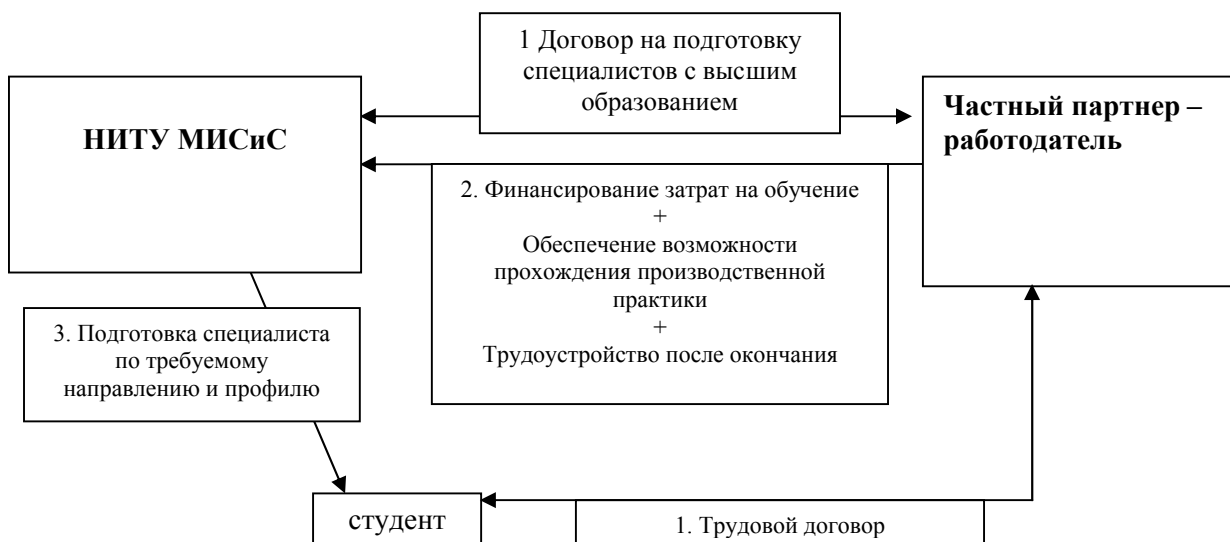 1 Договор на подготовку
специалистов с высшим
образованием
НИТУ МИСиС
Частный партнер –
работодатель
2. Финансирование затрат на обучение
+
Обеспечение возможности
прохождения производственной
практики
+
Трудоустройство после окончания
3. Подготовка специалиста
по требуемому
направлению и профилю
студент
1. Трудовой договор